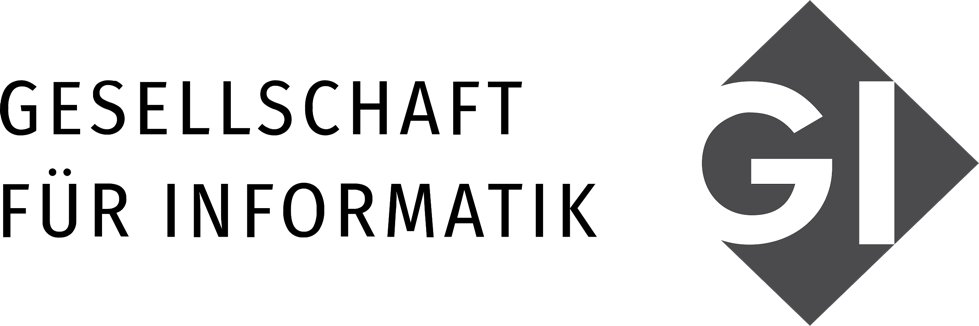 GESELLSCHAFT
FÜR INFORMATIK
GI